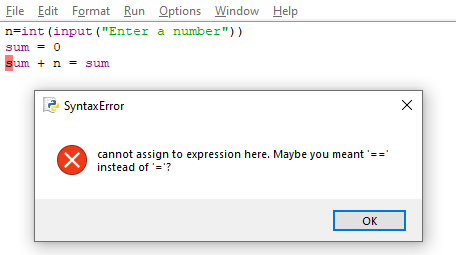 File Edit Format Run Options Window Help
n=int(input("Enter a number"))
sum = 0
sum + n = sum
SyntaxError
cannot assign to expression here. Maybe you meant '=='
instead of '='?
OK